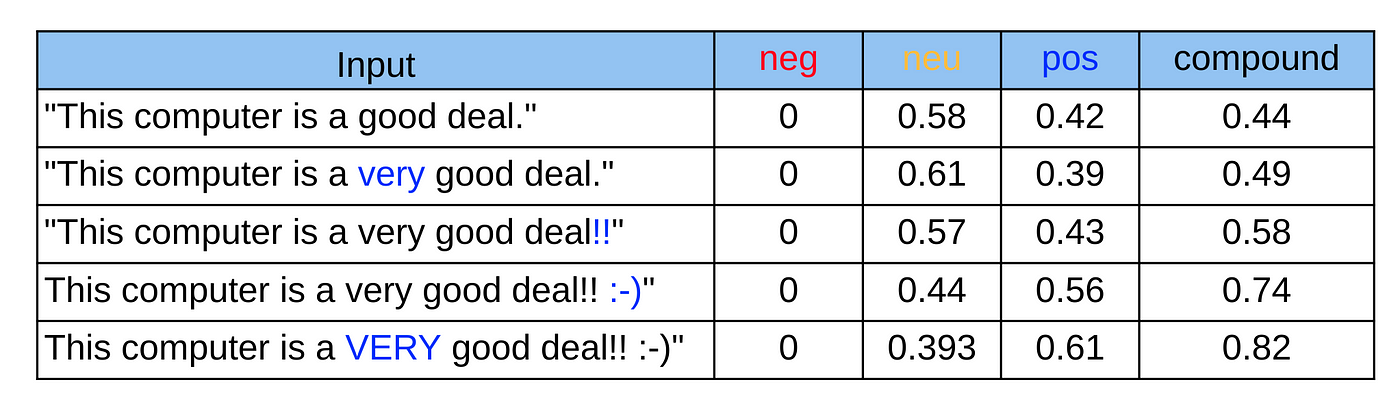 Input neg neu pos compound
"This computer is a good deal." 0 0.58 0.42 0.44
"This computer is a very good deal." 0 0.61 0.39 0.49
"This computer is a very good deal!!" 0 0.57 0.43 0.58
This computer is a very good deal!! :-)" 0 0.44 0.56 0.74
This computer is a VERY good deal!! :-)" 0 0.393 0.61 0.82